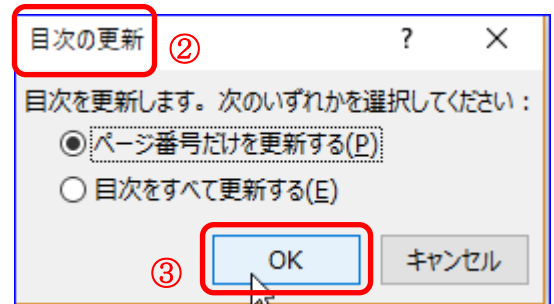 目次の更新 ② ? ×
目次を更新します。次のいずれかを選択してください：
ページ番号だけを更新する(P)
目次をすべて更新する(E)
③ OK キャンセル